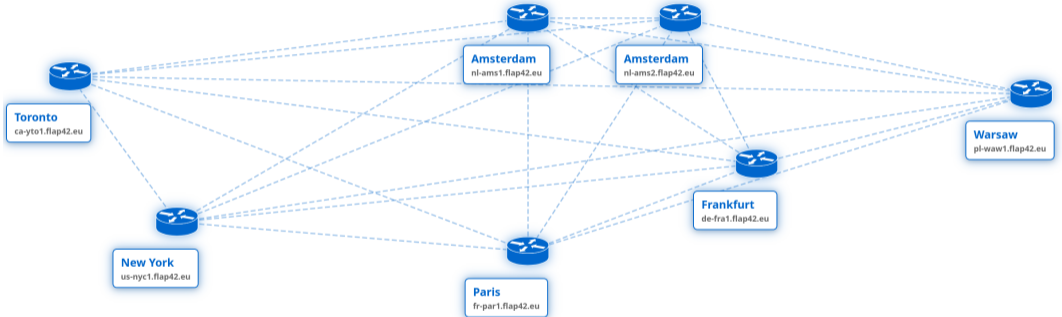 Amsterdam
nl-ams1.flap42.eu
Amsterdam
nl-ams2.flap42.eu
Toronto
ca-yto1.flap42.eu
Warsaw
pl-waw1.flap42.eu
Frankfurt
de-fra1.flap42.eu
New York
us-nyc1.flap42.eu
Paris
fr-par1.flap42.eu